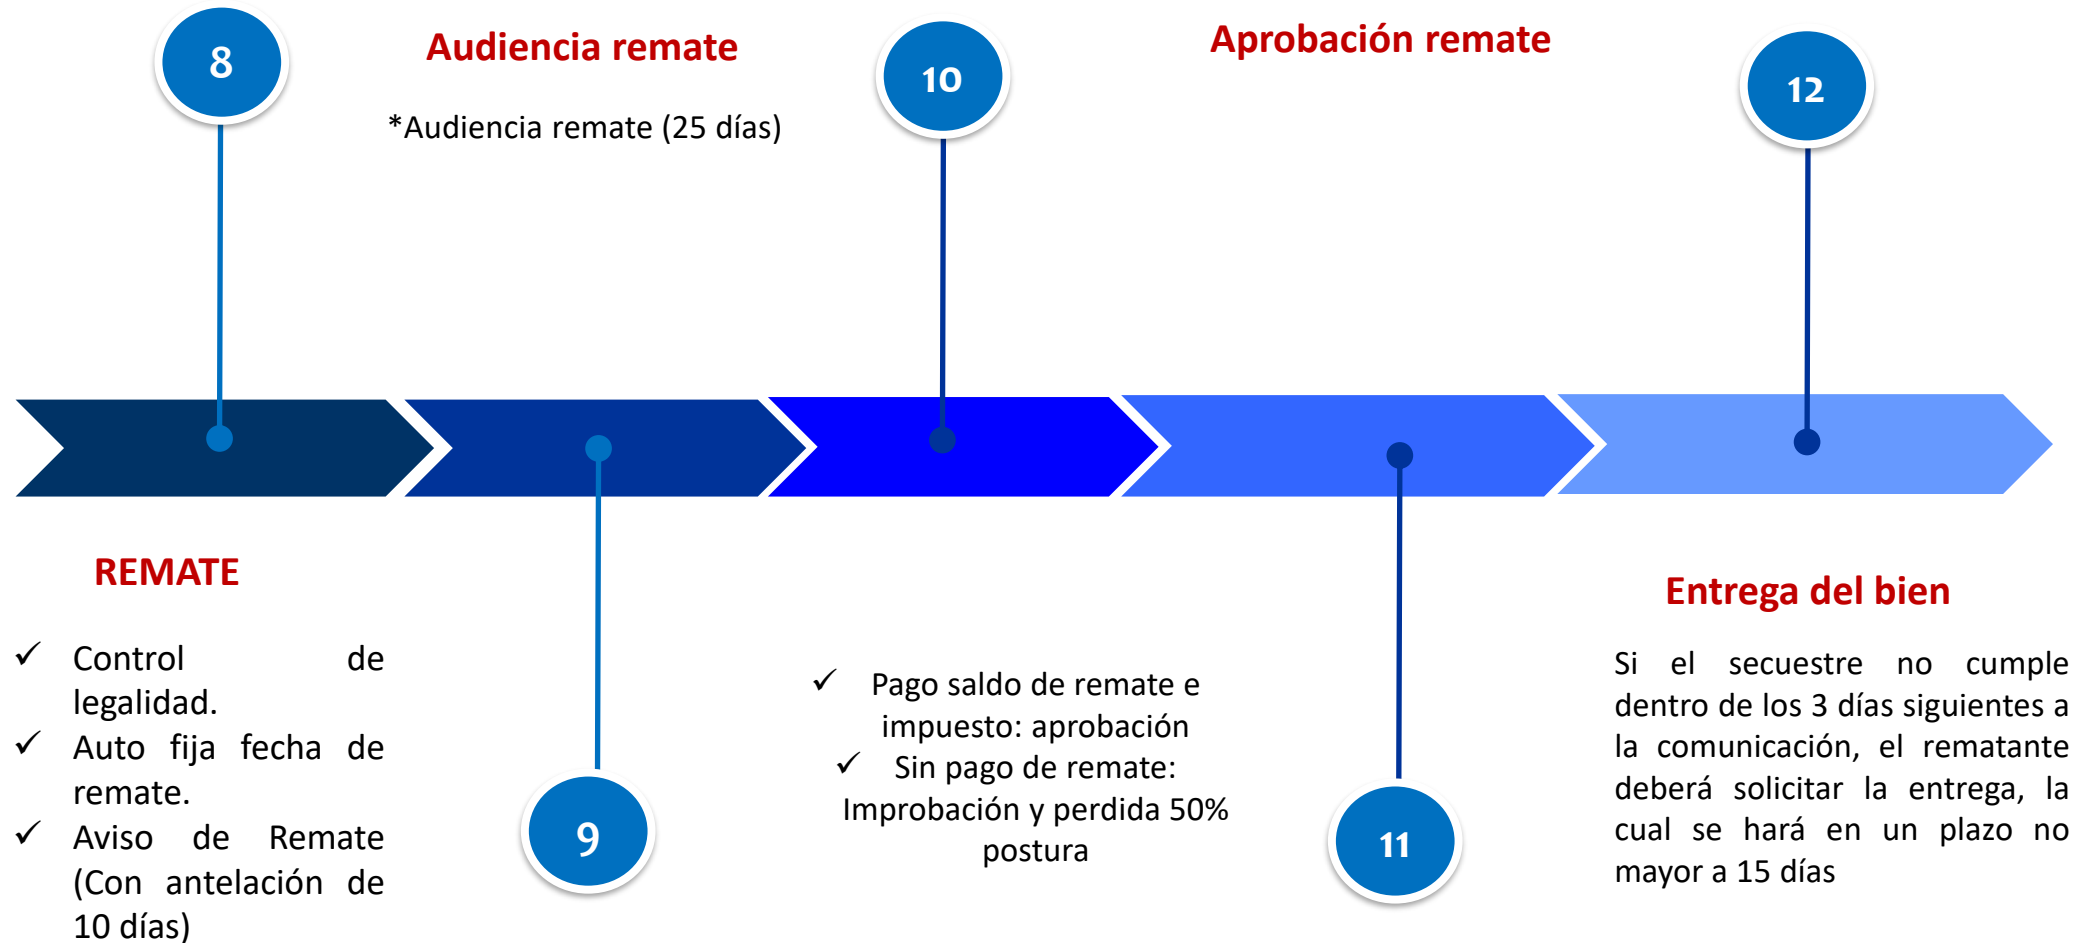 8
REMATE
✓ Control de
legalidad.
✓ Auto fija fecha de
remate.
✓ Aviso de Remate
(Con antelación de
10 días)
Audiencia remate
*Audiencia remate (25 días)
9
10
✓ Pago saldo de remate e
impuesto: aprobación
✓ Sin pago de remate:
Improbación y perdida 50%
postura
Aprobación remate
11
12
Entrega del bien
Si el secuestre no cumple
dentro de los 3 días siguientes a
la comunicación, el rematante
deberá solicitar la entrega, la
cual se hará en un plazo no
mayor a 15 días